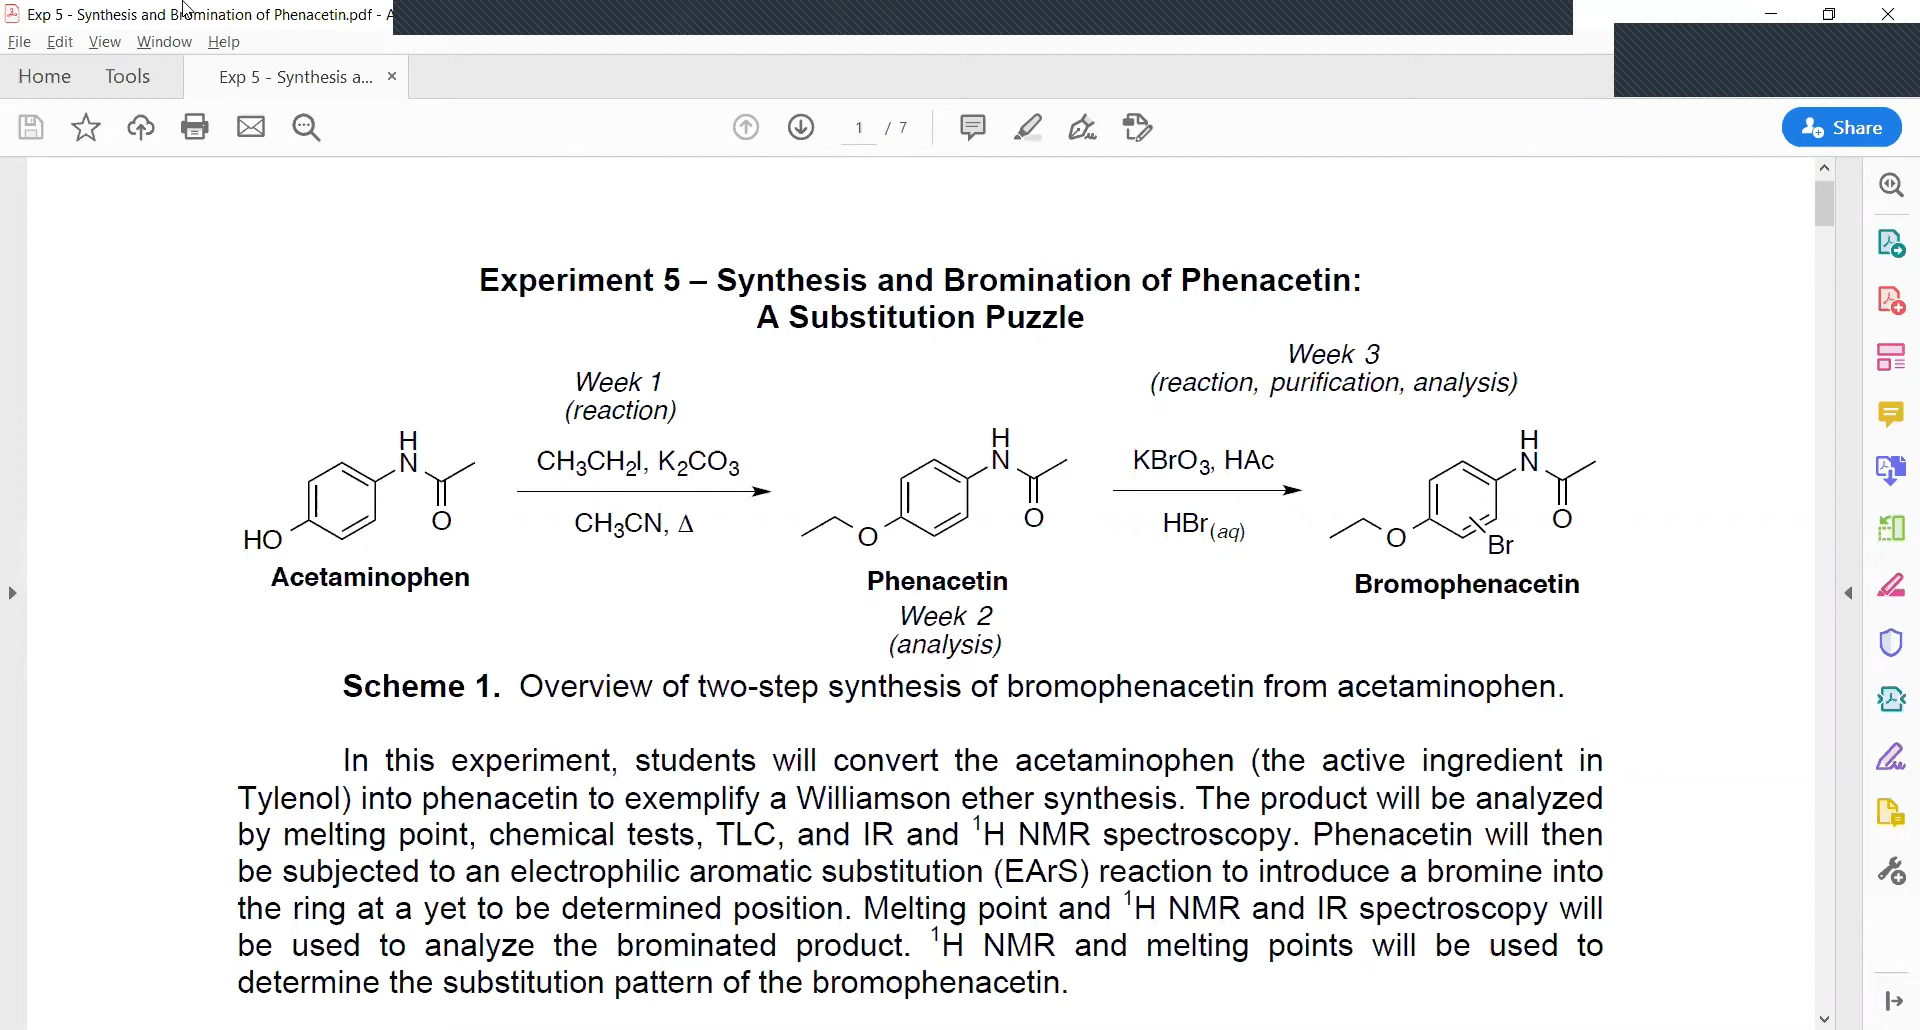 Exp 5 - Synthesis and Bromination of Phenacetin.pdf - A
File Edit View Window Help
Home Tools Exp 5 - Synthesis a... ×
1 / 7
Share
Experiment 5 – Synthesis and Bromination of Phenacetin:
A Substitution Puzzle
Week 1
(reaction)
Week 3
(reaction, purification, analysis)
H
N
O
HO
Acetaminophen
CH₃CH₂I, K₂CO₃
CH₃CN, Δ
H
N
O
O
Phenacetin
Week 2
(analysis)
KBrO₃, HAc
HBr(aq)
H
N
O
O
Br
Bromophenacetin
Scheme 1. Overview of two-step synthesis of bromophenacetin from acetaminophen.
In this experiment, students will convert the acetaminophen (the active ingredient in
Tylenol) into phenacetin to exemplify a Williamson ether synthesis. The product will be analyzed
by melting point, chemical tests, TLC, and IR and ¹H NMR spectroscopy. Phenacetin will then
be subjected to an electrophilic aromatic substitution (EArS) reaction to introduce a bromine into
the ring at a yet to be determined position. Melting point and ¹H NMR and IR spectroscopy will
be used to analyze the brominated product. ¹H NMR and melting points will be used to
determine the substitution pattern of the bromophenacetin.